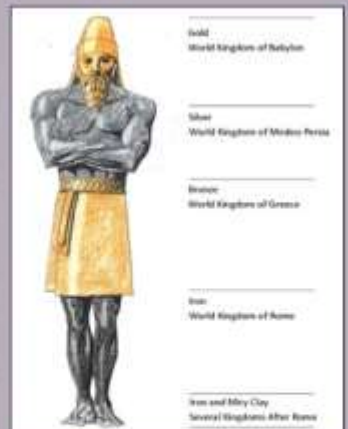 Gold
World Kingdom of Babylon
Silver
World Kingdom of Medeo Persia
Bronze
World Kingdom of Greece
Iron
World Kingdom of Rome
Iron and Miry Clay
Several Kingdoms After Rome